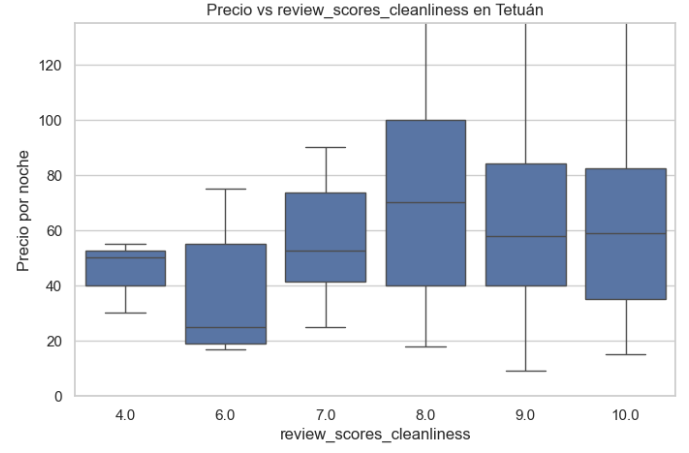 Precio vs review_scores_cleanliness en Tetuán
Precio por noche
120
100
80
60
40
20
0
4.0 6.0 7.0 8.0 9.0 10.0
review_scores_cleanliness